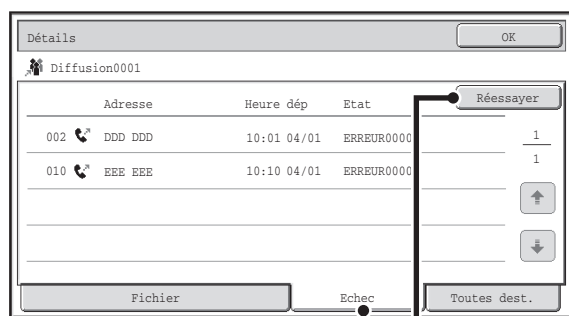 Détails OK
Diffusion0001
Adresse Heure dép Etat Réessayer
002 DDD DDD 10:01 04/01 ERREUR0000
1
1
010 EEE EEE 10:10 04/01 ERREUR0000
Fichier Echec Toutes dest.